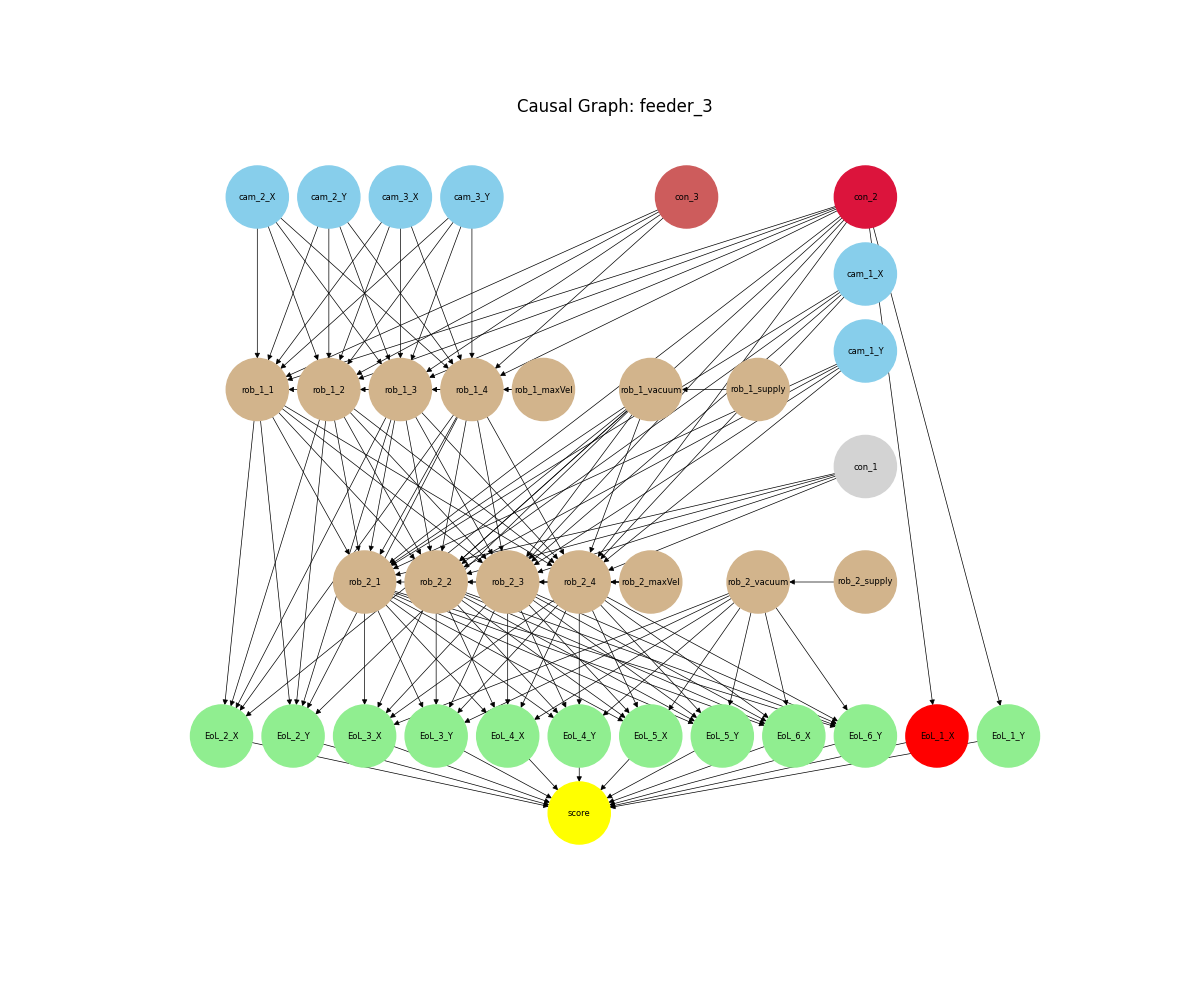 Causal Graph: feeder_3
cam_2_X cam_2_Y cam_3_X cam_3_Y con_3 con_2
cam_1_X
cam_1_Y
rob_1_1 rob_1_2 rob_1_3 rob_1_4 rob_1_maxVel rob_1_vacuum rob_1_supply
con_1
rob_2_1 rob_2_2 rob_2_3 rob_2_4 rob_2_maxVel rob_2_vacuum rob_2_supply
EoL_2_X EoL_2_Y EoL_3_X EoL_3_Y EoL_4_X EoL_4_Y EoL_5_X EoL_5_Y EoL_6_X EoL_6_Y EoL_1_X EoL_1_Y
score